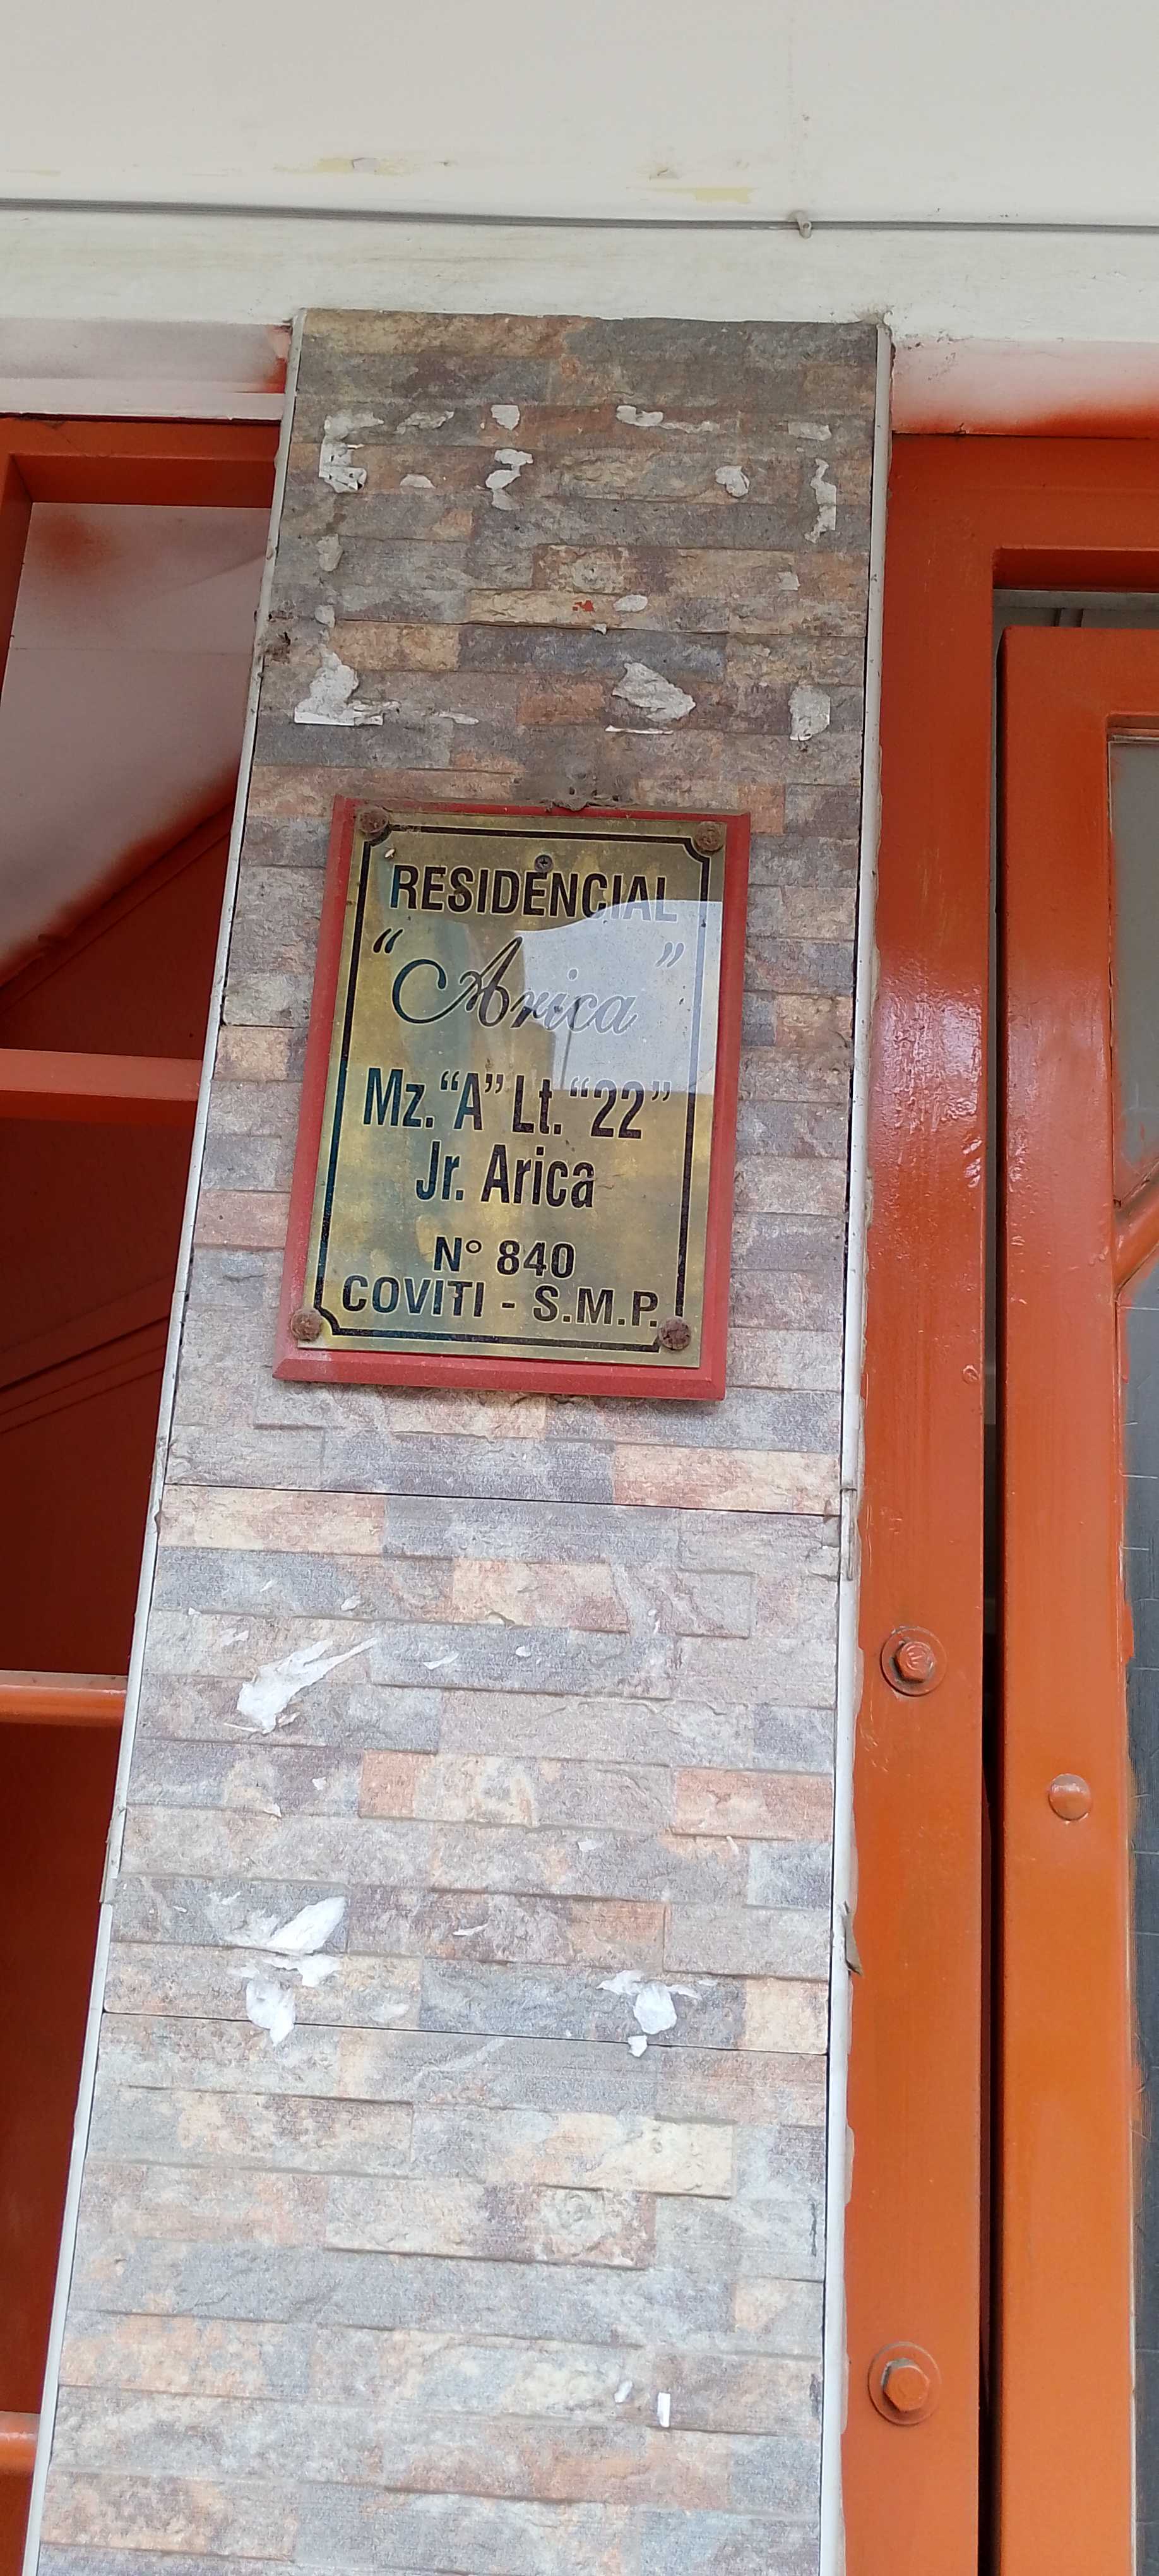 RESIDENCIAL
“Arica”
Mz. “A” Lt. “22”
Jr. Arica
N° 840
COVITI - S.M.P.